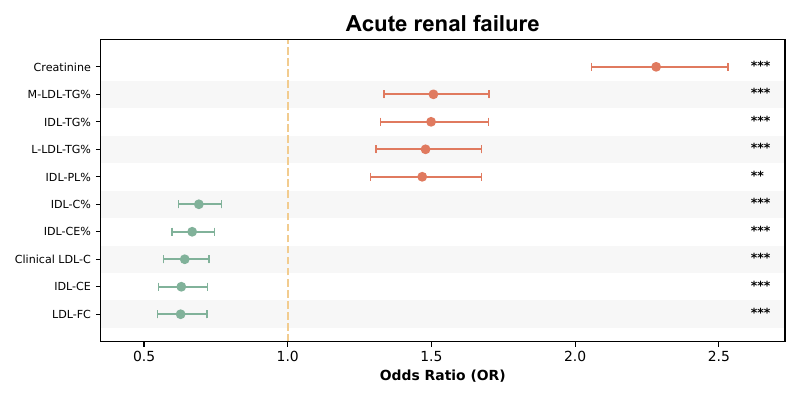 Acute renal failure
Creatinine ***
M-LDL-TG% ***
IDL-TG% ***
L-LDL-TG% ***
IDL-PL% **
IDL-C% ***
IDL-CE% ***
Clinical LDL-C ***
IDL-CE ***
LDL-FC ***
0.5 1.0 1.5 2.0 2.5
Odds Ratio (OR)